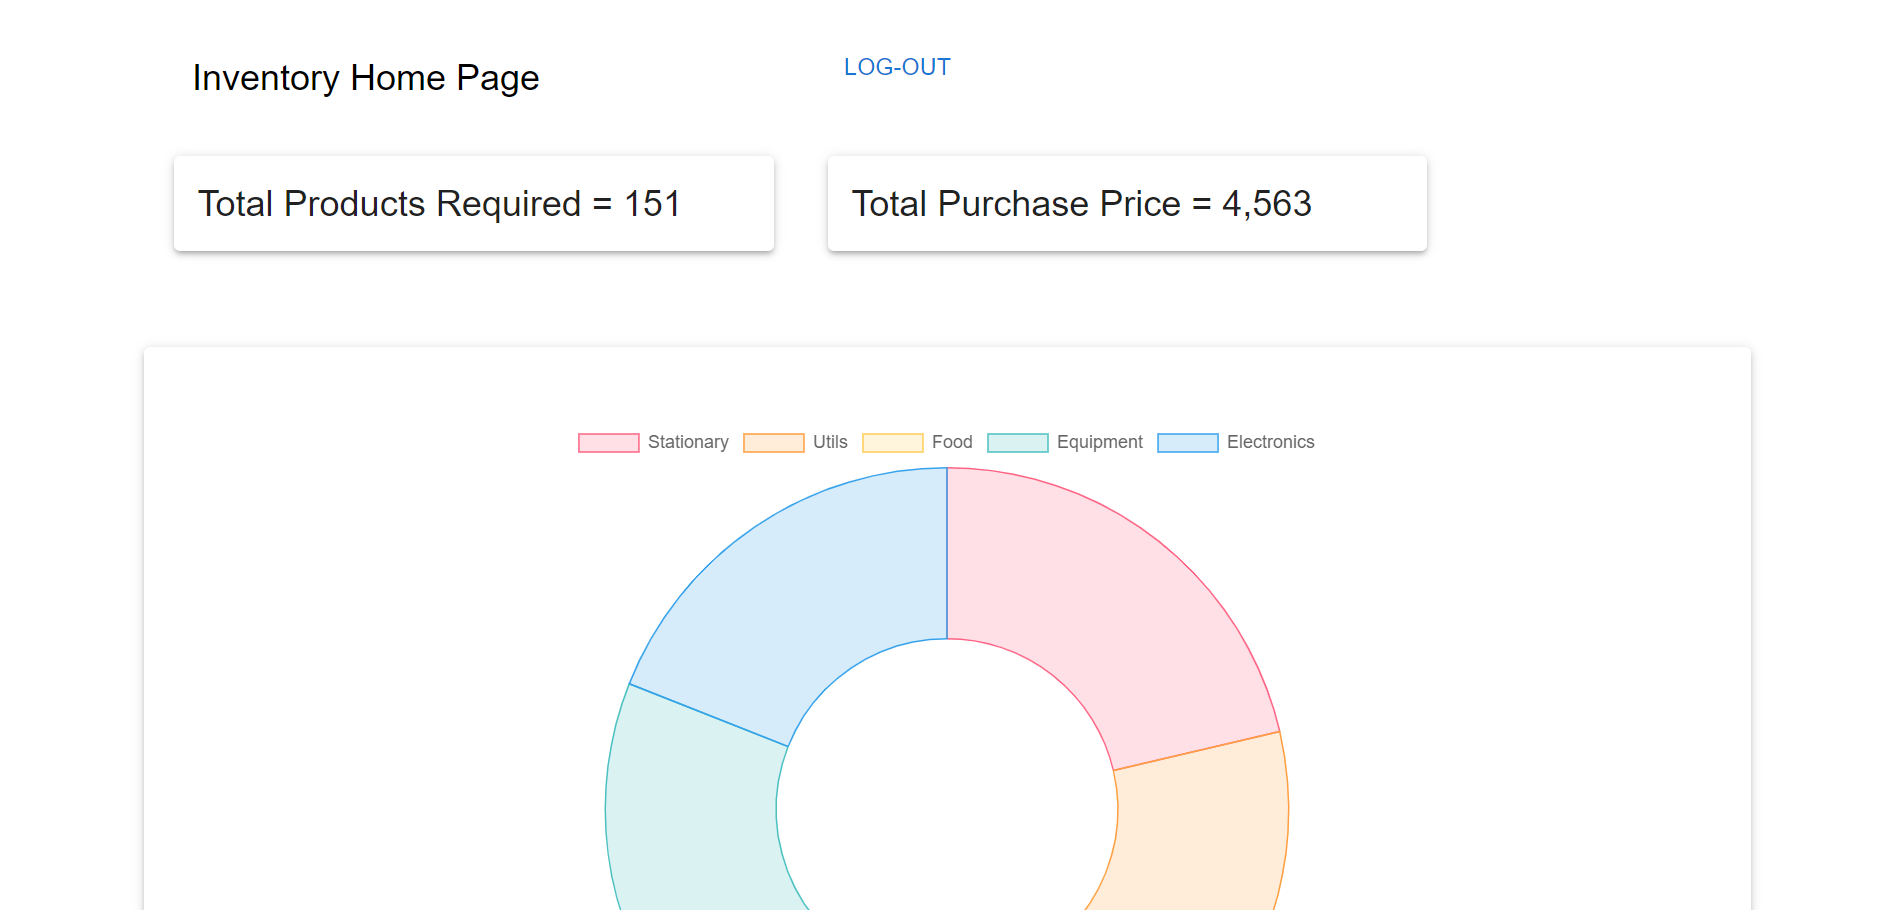 Inventory Home Page
LOG-OUT
Total Products Required = 151
Total Purchase Price = 4,563
Stationary Utils Food Equipment Electronics